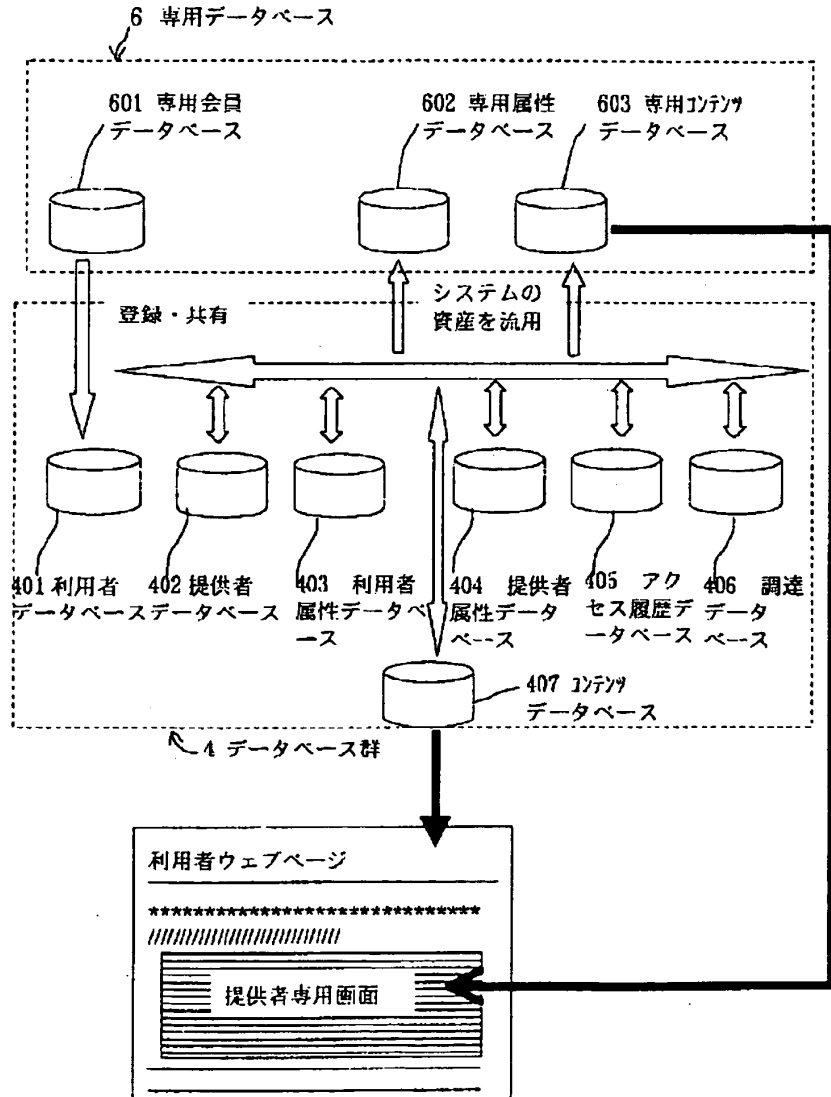 6 専用データベース
601 専用会員
データベース
602 専用属性
データベース
603 専用コンテンツ
データベース
登録・共有
システムの
資産を流用
401 利用者
データベース
402 提供者
データベース
403 利用者
属性データベ
ース
404 提供者
属性データ
ベース
405 アク
セス履歴デ
ータベース
406 調達
データ
ベース
407 コンテンツ
データベース
4 データベース群
利用者ウェブページ
*****************************
/////////////////////////////
提供者専用画面